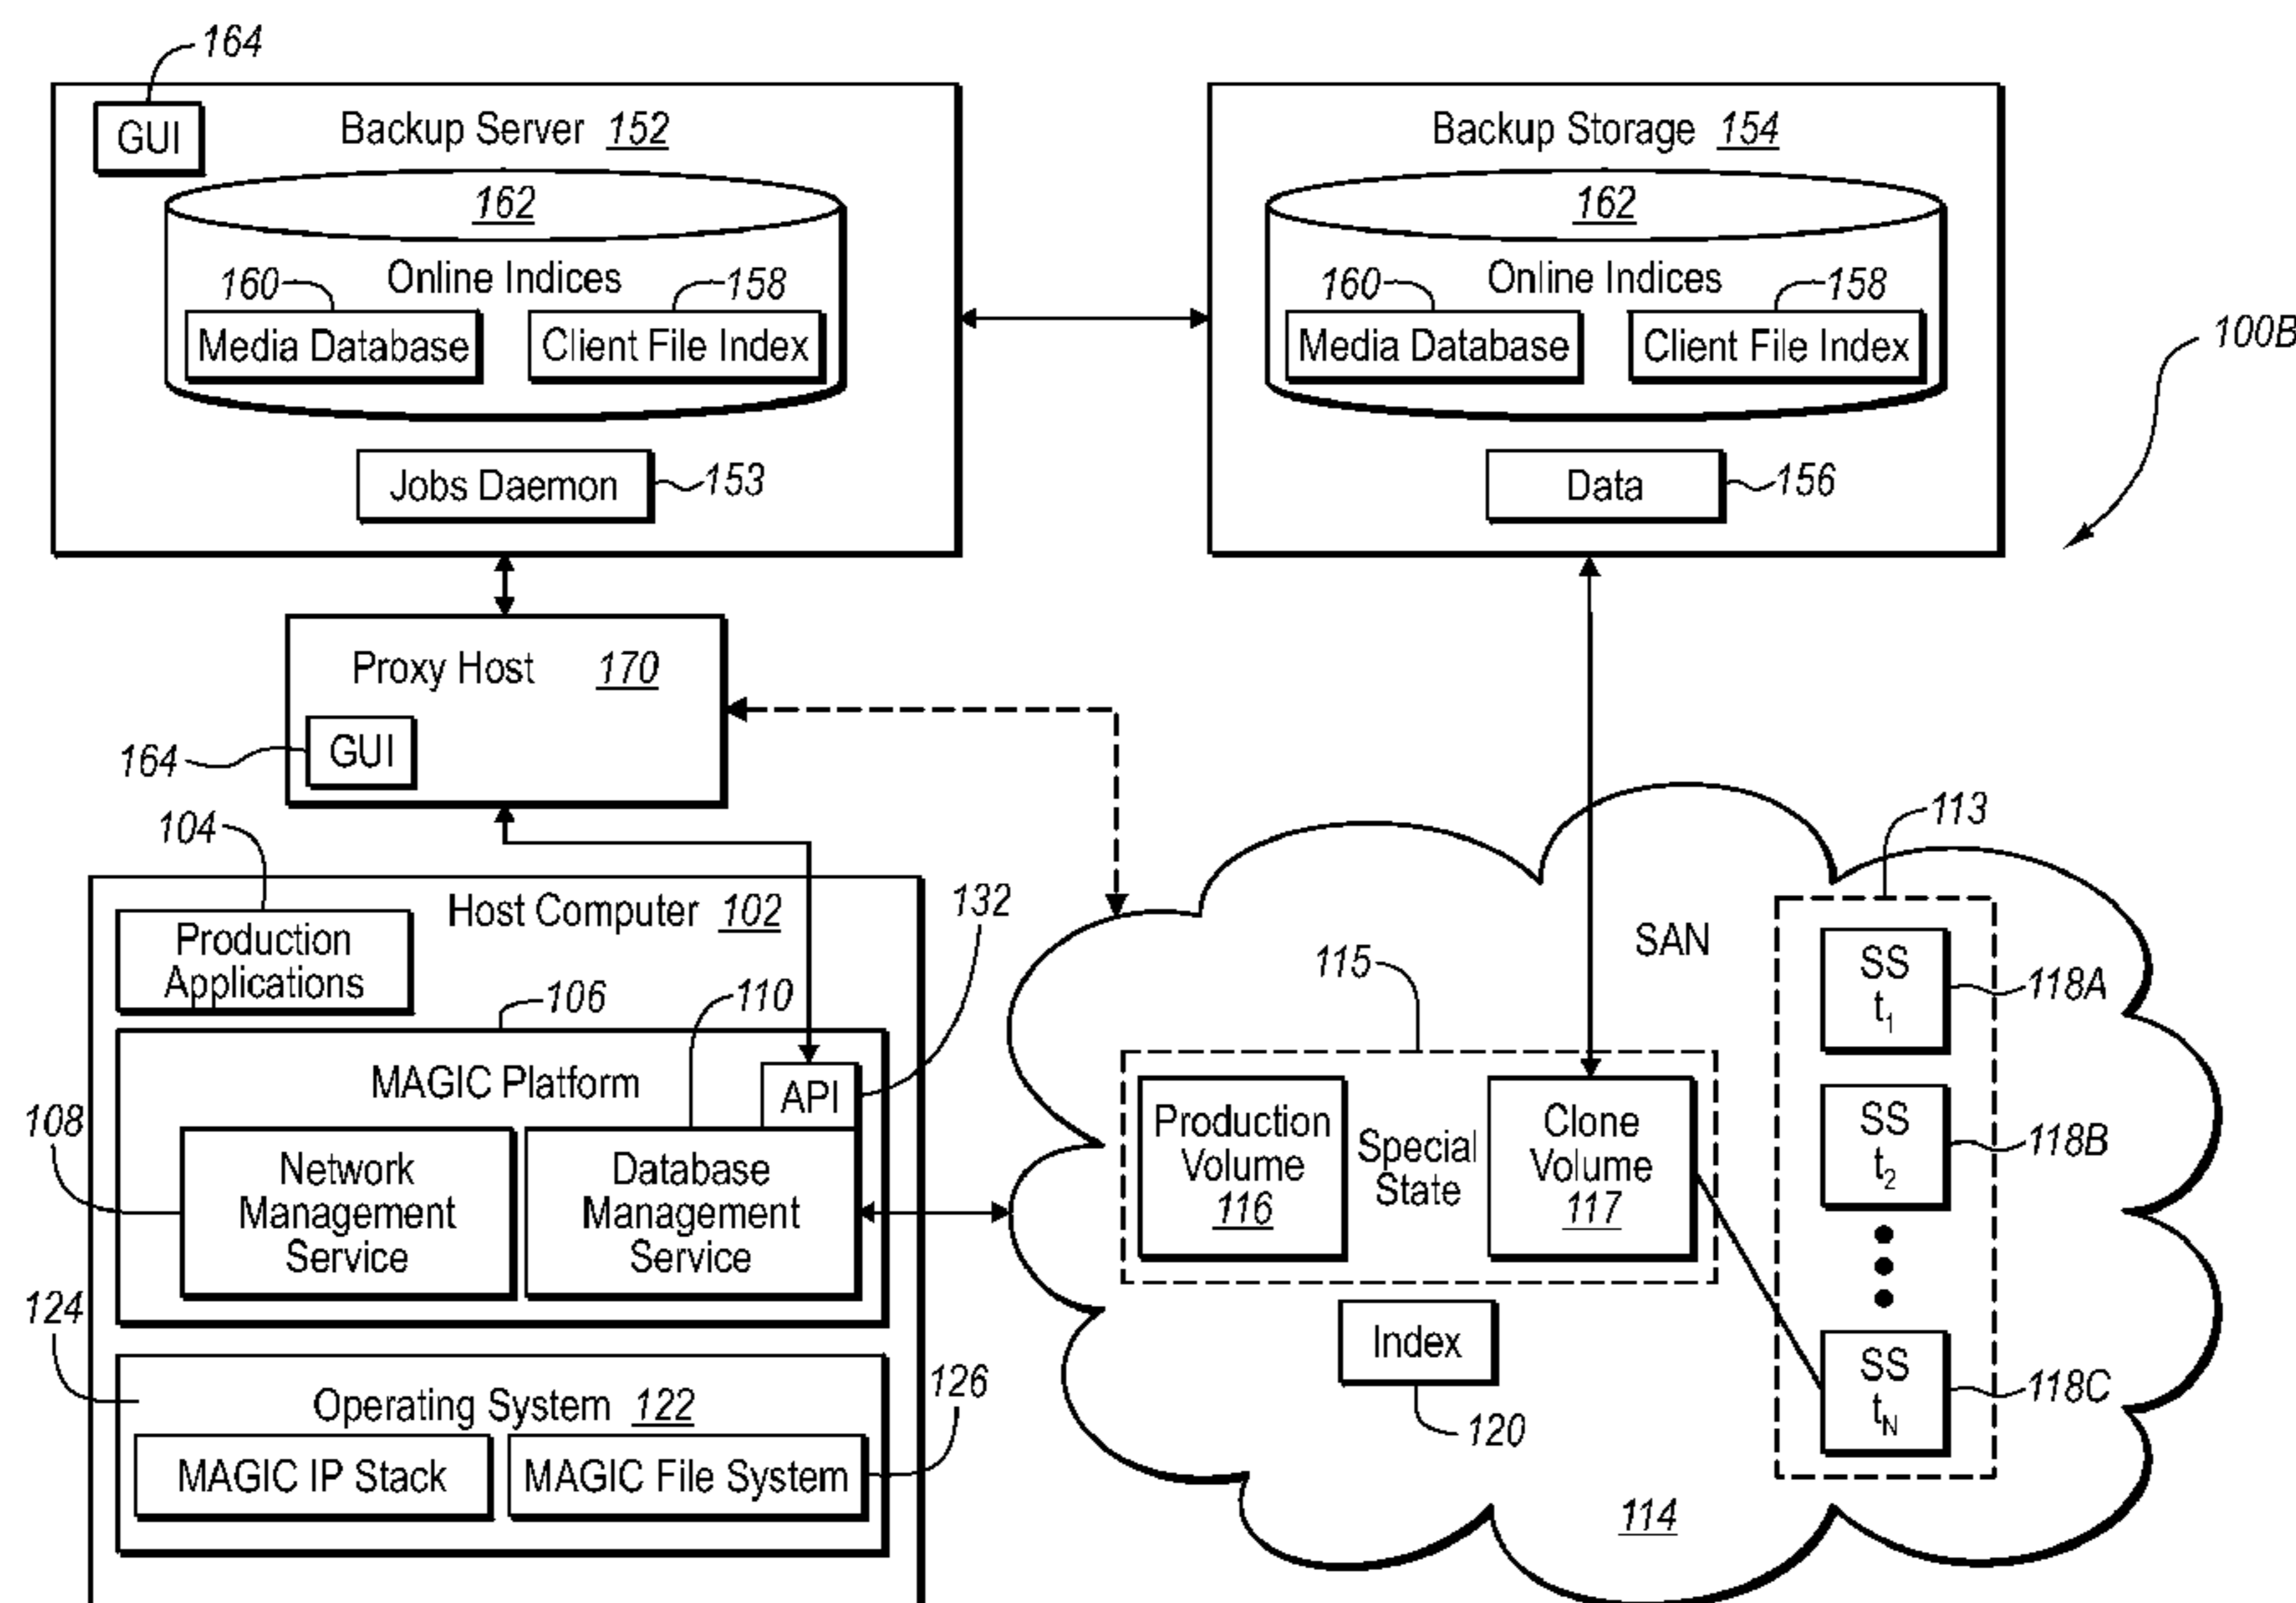 164
GUI
Backup Server 152
162
Online Indices
160
158
Media Database
Client File Index
Jobs Daemon
153
Backup Storage 154
162
Online Indices
160
158
Media Database
Client File Index
Data
156
100B
Proxy Host 170
GUI
164
104
Host Computer 102
132
Production
Applications
106
110
MAGIC Platform
API
108
Network
Management
Service
Database
Management
Service
124
Operating System 122
126
MAGIC IP Stack
MAGIC File System
113
SAN
115
SS
t1
118A
Production
Volume
116
Special
State
Clone
Volume
117
SS
t2
118B
Index
120
SS
tN
118C
114